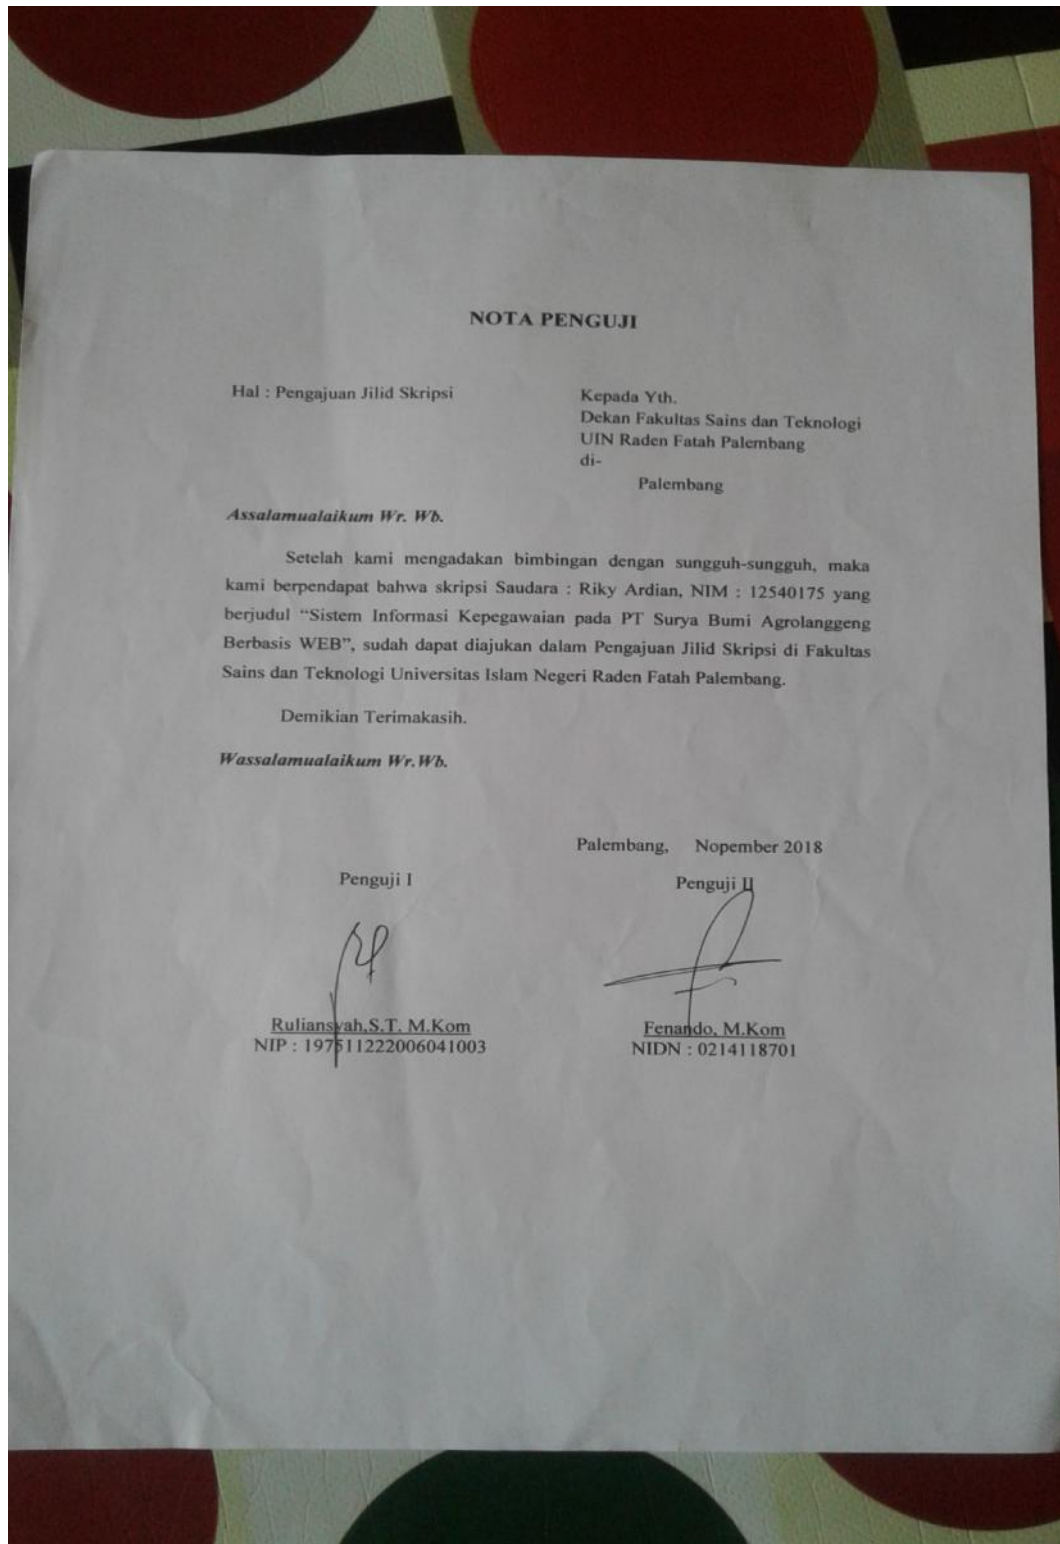 NOTA PENGUJI
Hal : Pengajuan Jilid Skripsi
Kepada Yth.
Dekan Fakultas Sains dan Teknologi
UIN Raden Fatah Palembang
di-
Palembang
Assalamualaikum Wr. Wb.
Setelah kami mengadakan bimbingan dengan sungguh-sungguh, maka
kami berpendapat bahwa skripsi Saudara : Riky Ardian, NIM : 12540175 yang
berjudul “Sistem Informasi Kepegawaian pada PT Surya Bumi Agrolanggeng
Berbasis WEB”, sudah dapat diajukan dalam Pengajuan Jilid Skripsi di Fakultas
Sains dan Teknologi Universitas Islam Negeri Raden Fatah Palembang.
Demikian Terimakasih.
Wassalamualaikum Wr.Wb.
Palembang, Nopember 2018
Penguji I
Penguji II
Ruliansyah,S.T. M.Kom
NIP : 197511222006041003
Fenando, M.Kom
NIDN : 0214118701